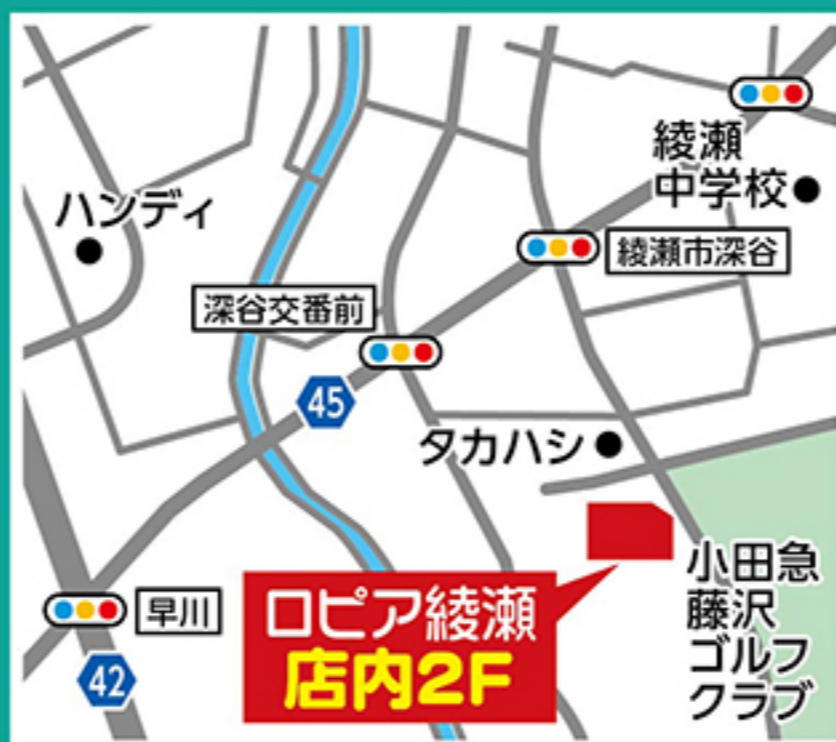 綾瀬
中学校
ハンディ
綾瀬市深谷
深谷交番前
45
タカハシ
小田急
藤沢
ゴルフ
クラブ
ロピア綾瀬
店内2F
早川
42